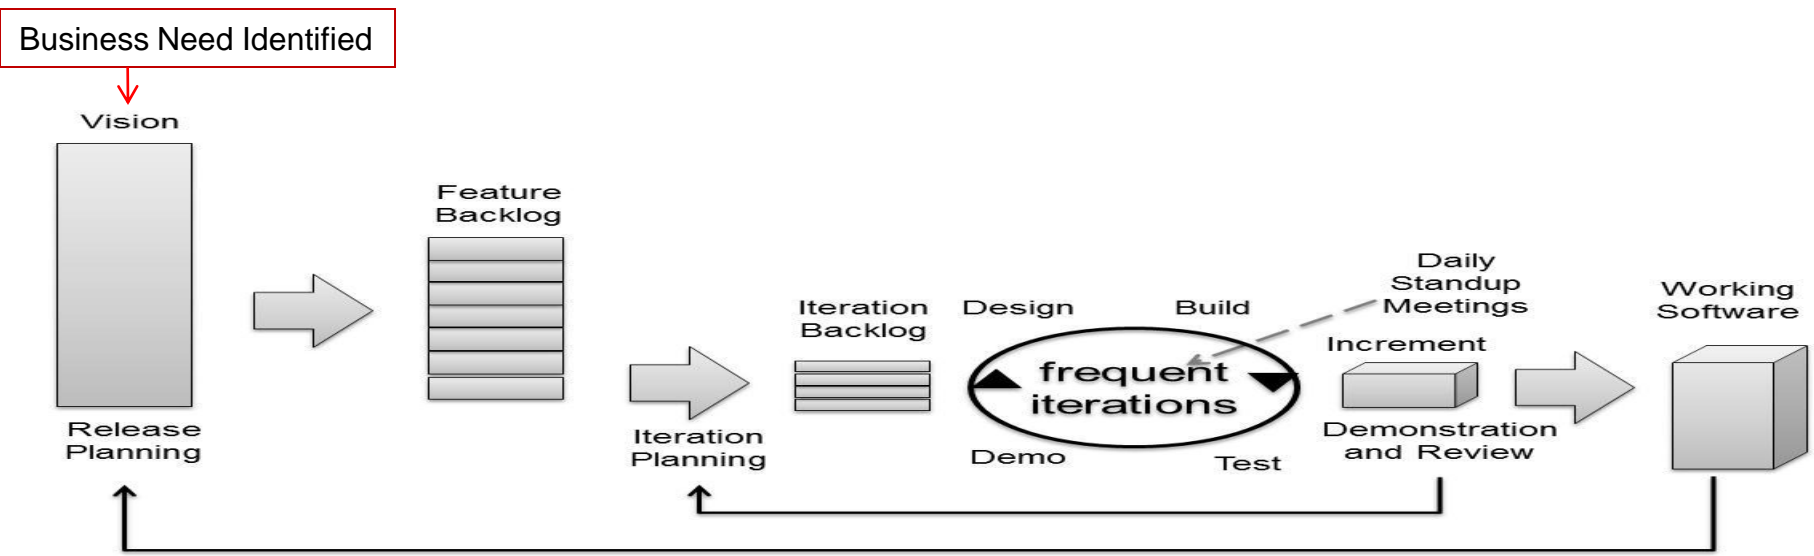 Business Need Identified
Vision
Release
Planning
Feature
Backlog
Iteration
Planning
Iteration
Backlog
Design
Build
frequent
iterations
Demo
Test
Daily
Standup
Meetings
Increment
Demonstration
and Review
Working
Software